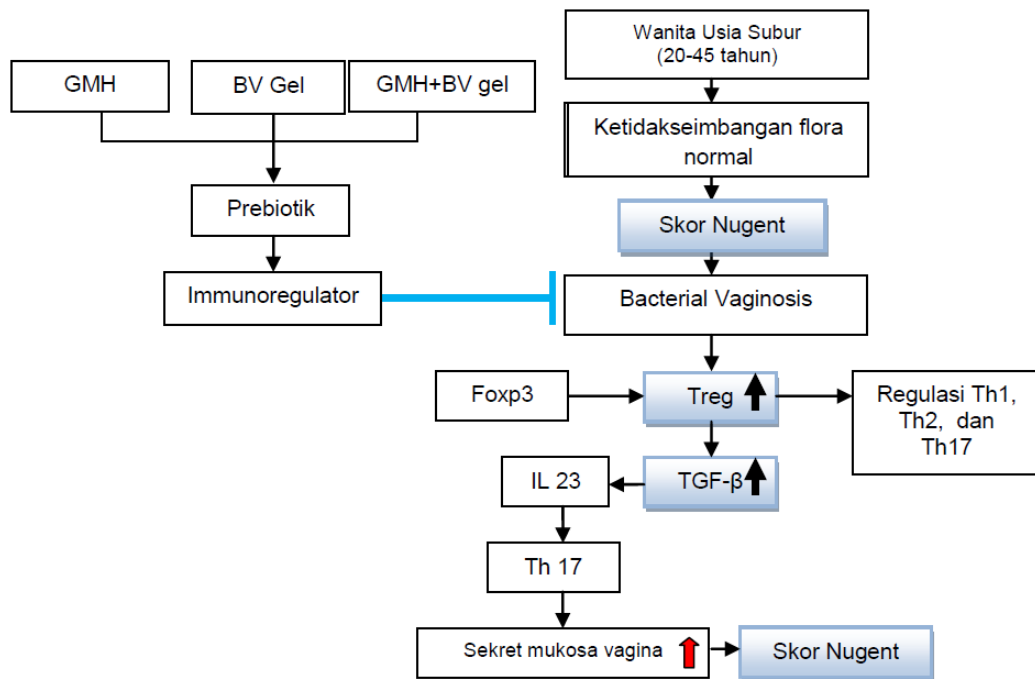 Wanita Usia Subur
(20-45 tahun)
GMH
BV Gel
GMH+BV gel
Ketidakseimbangan flora
normal
Prebiotik
Skor Nugent
Immunoregulator
Bacterial Vaginosis
Foxp3
Treg
Regulasi Th1,
Th2, dan
Th17
IL 23
TGF-β
Th 17
Sekret mukosa vagina
Skor Nugent